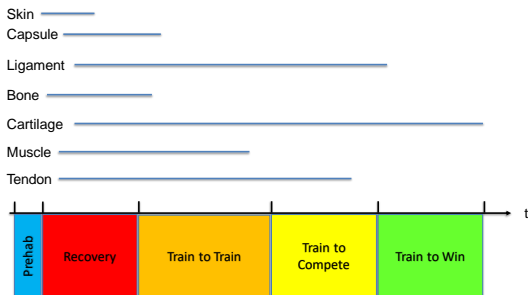 Skin
Capsule
Ligament
Bone
Cartilage
Muscle
Tendon
t
Prehab
Recovery
Train to Train
Train to
Compete
Train to Win